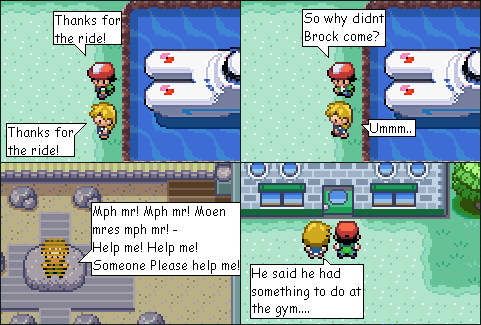 Thanks for
the ride!
Thanks for
the ride!
So why didnt
Brock come?
Ummm..
Mph mr! Mph mr! Moen
mres mph mr! -
Help me! Help me!
Someone Please help me!
He said he had
something to do at
the gym....